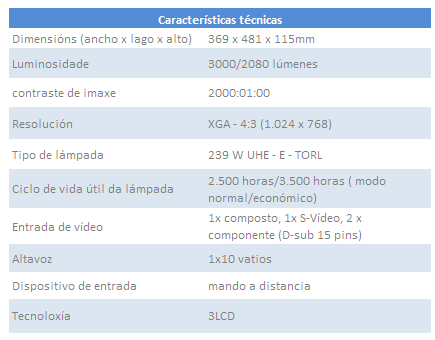 Características técnicas
Dimensións (ancho x lago x alto) 369 x 481 x 115mm
Luminosidade 3000/2080 lúmenes
contraste de imaxe 2000:01:00
Resolución XGA - 4:3 (1.024 x 768)
Tipo de lámpada 239 W UHE - E - TORL
Ciclo de vida útil da lámpada 2.500 horas/3.500 horas ( modo
normal/económico)
Entrada de vídeo 1x composto, 1x S-Vídeo, 2 x
componente (D-sub 15 pins)
Altavoz 1x10 vatios
Dispositivo de entrada mando a distancia
Tecnoloxía 3LCD